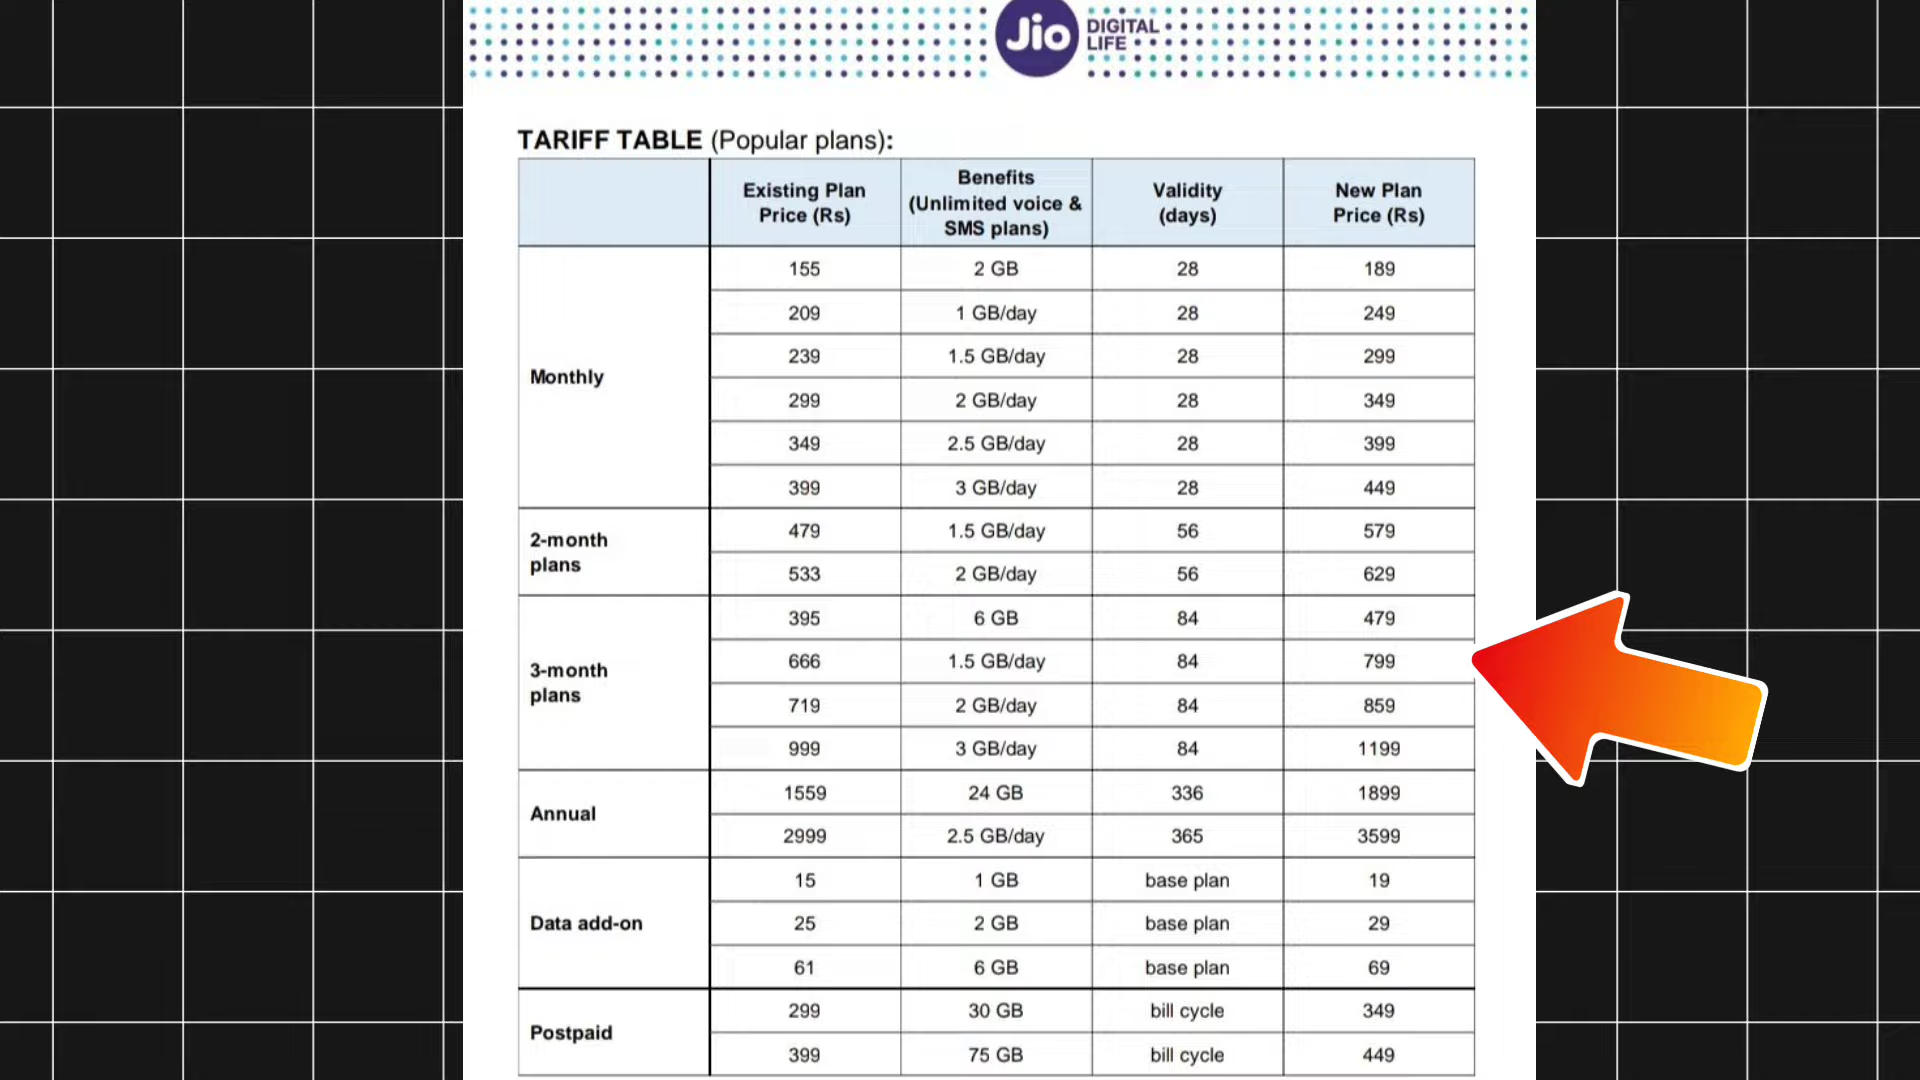 Jio DIGITAL
LIFE
TARIFF TABLE (Popular plans):
Existing Plan Price (Rs) Benefits (Unlimited voice & SMS plans) Validity (days) New Plan Price (Rs)
Monthly
155 2 GB 28 189
209 1 GB/day 28 249
239 1.5 GB/day 28 299
299 2 GB/day 28 349
349 2.5 GB/day 28 399
399 3 GB/day 28 449
2-month plans
479 1.5 GB/day 56 579
533 2 GB/day 56 629
3-month plans
395 6 GB 84 479
666 1.5 GB/day 84 799
719 2 GB/day 84 859
999 3 GB/day 84 1199
Annual
1559 24 GB 336 1899
2999 2.5 GB/day 365 3599
Data add-on
15 1 GB base plan 19
25 2 GB base plan 29
61 6 GB base plan 69
Postpaid
299 30 GB bill cycle 349
399 75 GB bill cycle 449